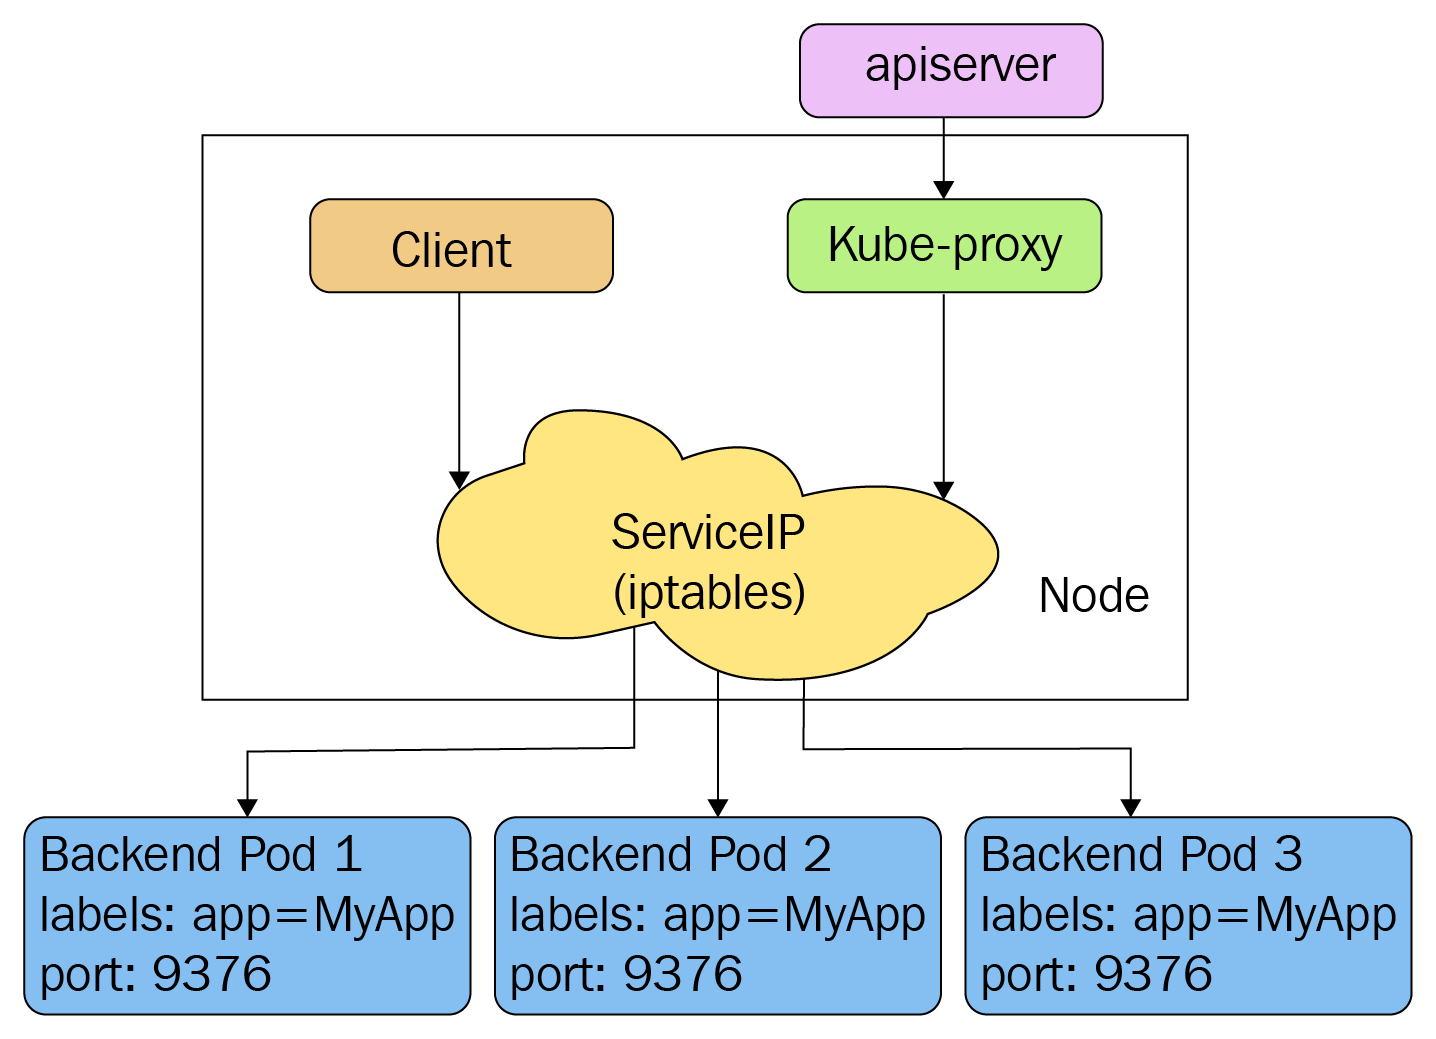 apiserver
Client
Kube-proxy
ServiceIP
(iptables)
Node
Backend Pod 1
labels: app=MyApp
port: 9376
Backend Pod 2
labels: app=MyApp
port: 9376
Backend Pod 3
labels: app=MyApp
port: 9376